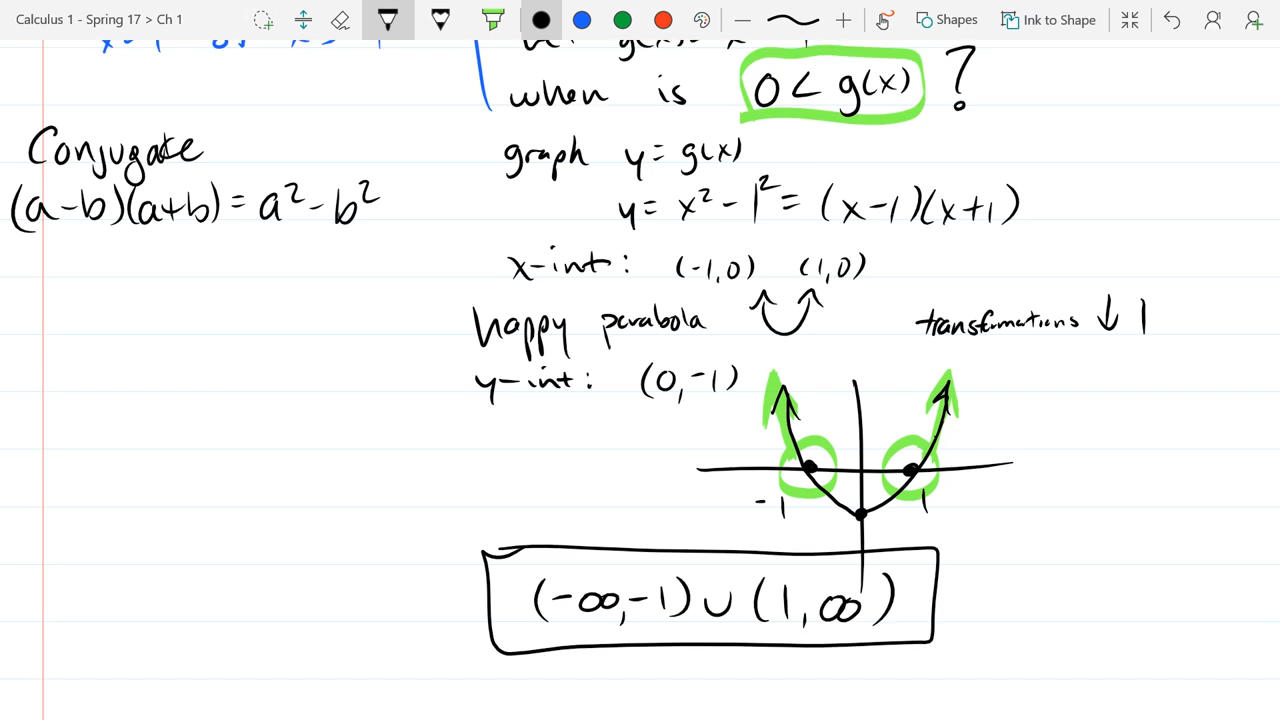 Calculus 1 - Spring 17 > Ch 1
Shapes
Ink to Shape
when is 0 < g(x) ?
Conjugate
(a-b)(a+b) = a² - b²
graph y = g(x)
y = x² - 1² = (x-1)(x+1)
x-int: (-1,0) (1,0)
happy parabola
transformations ↓ 1
y-int: (0,-1)
-1
1
(-∞,-1) ∪ (1,∞)